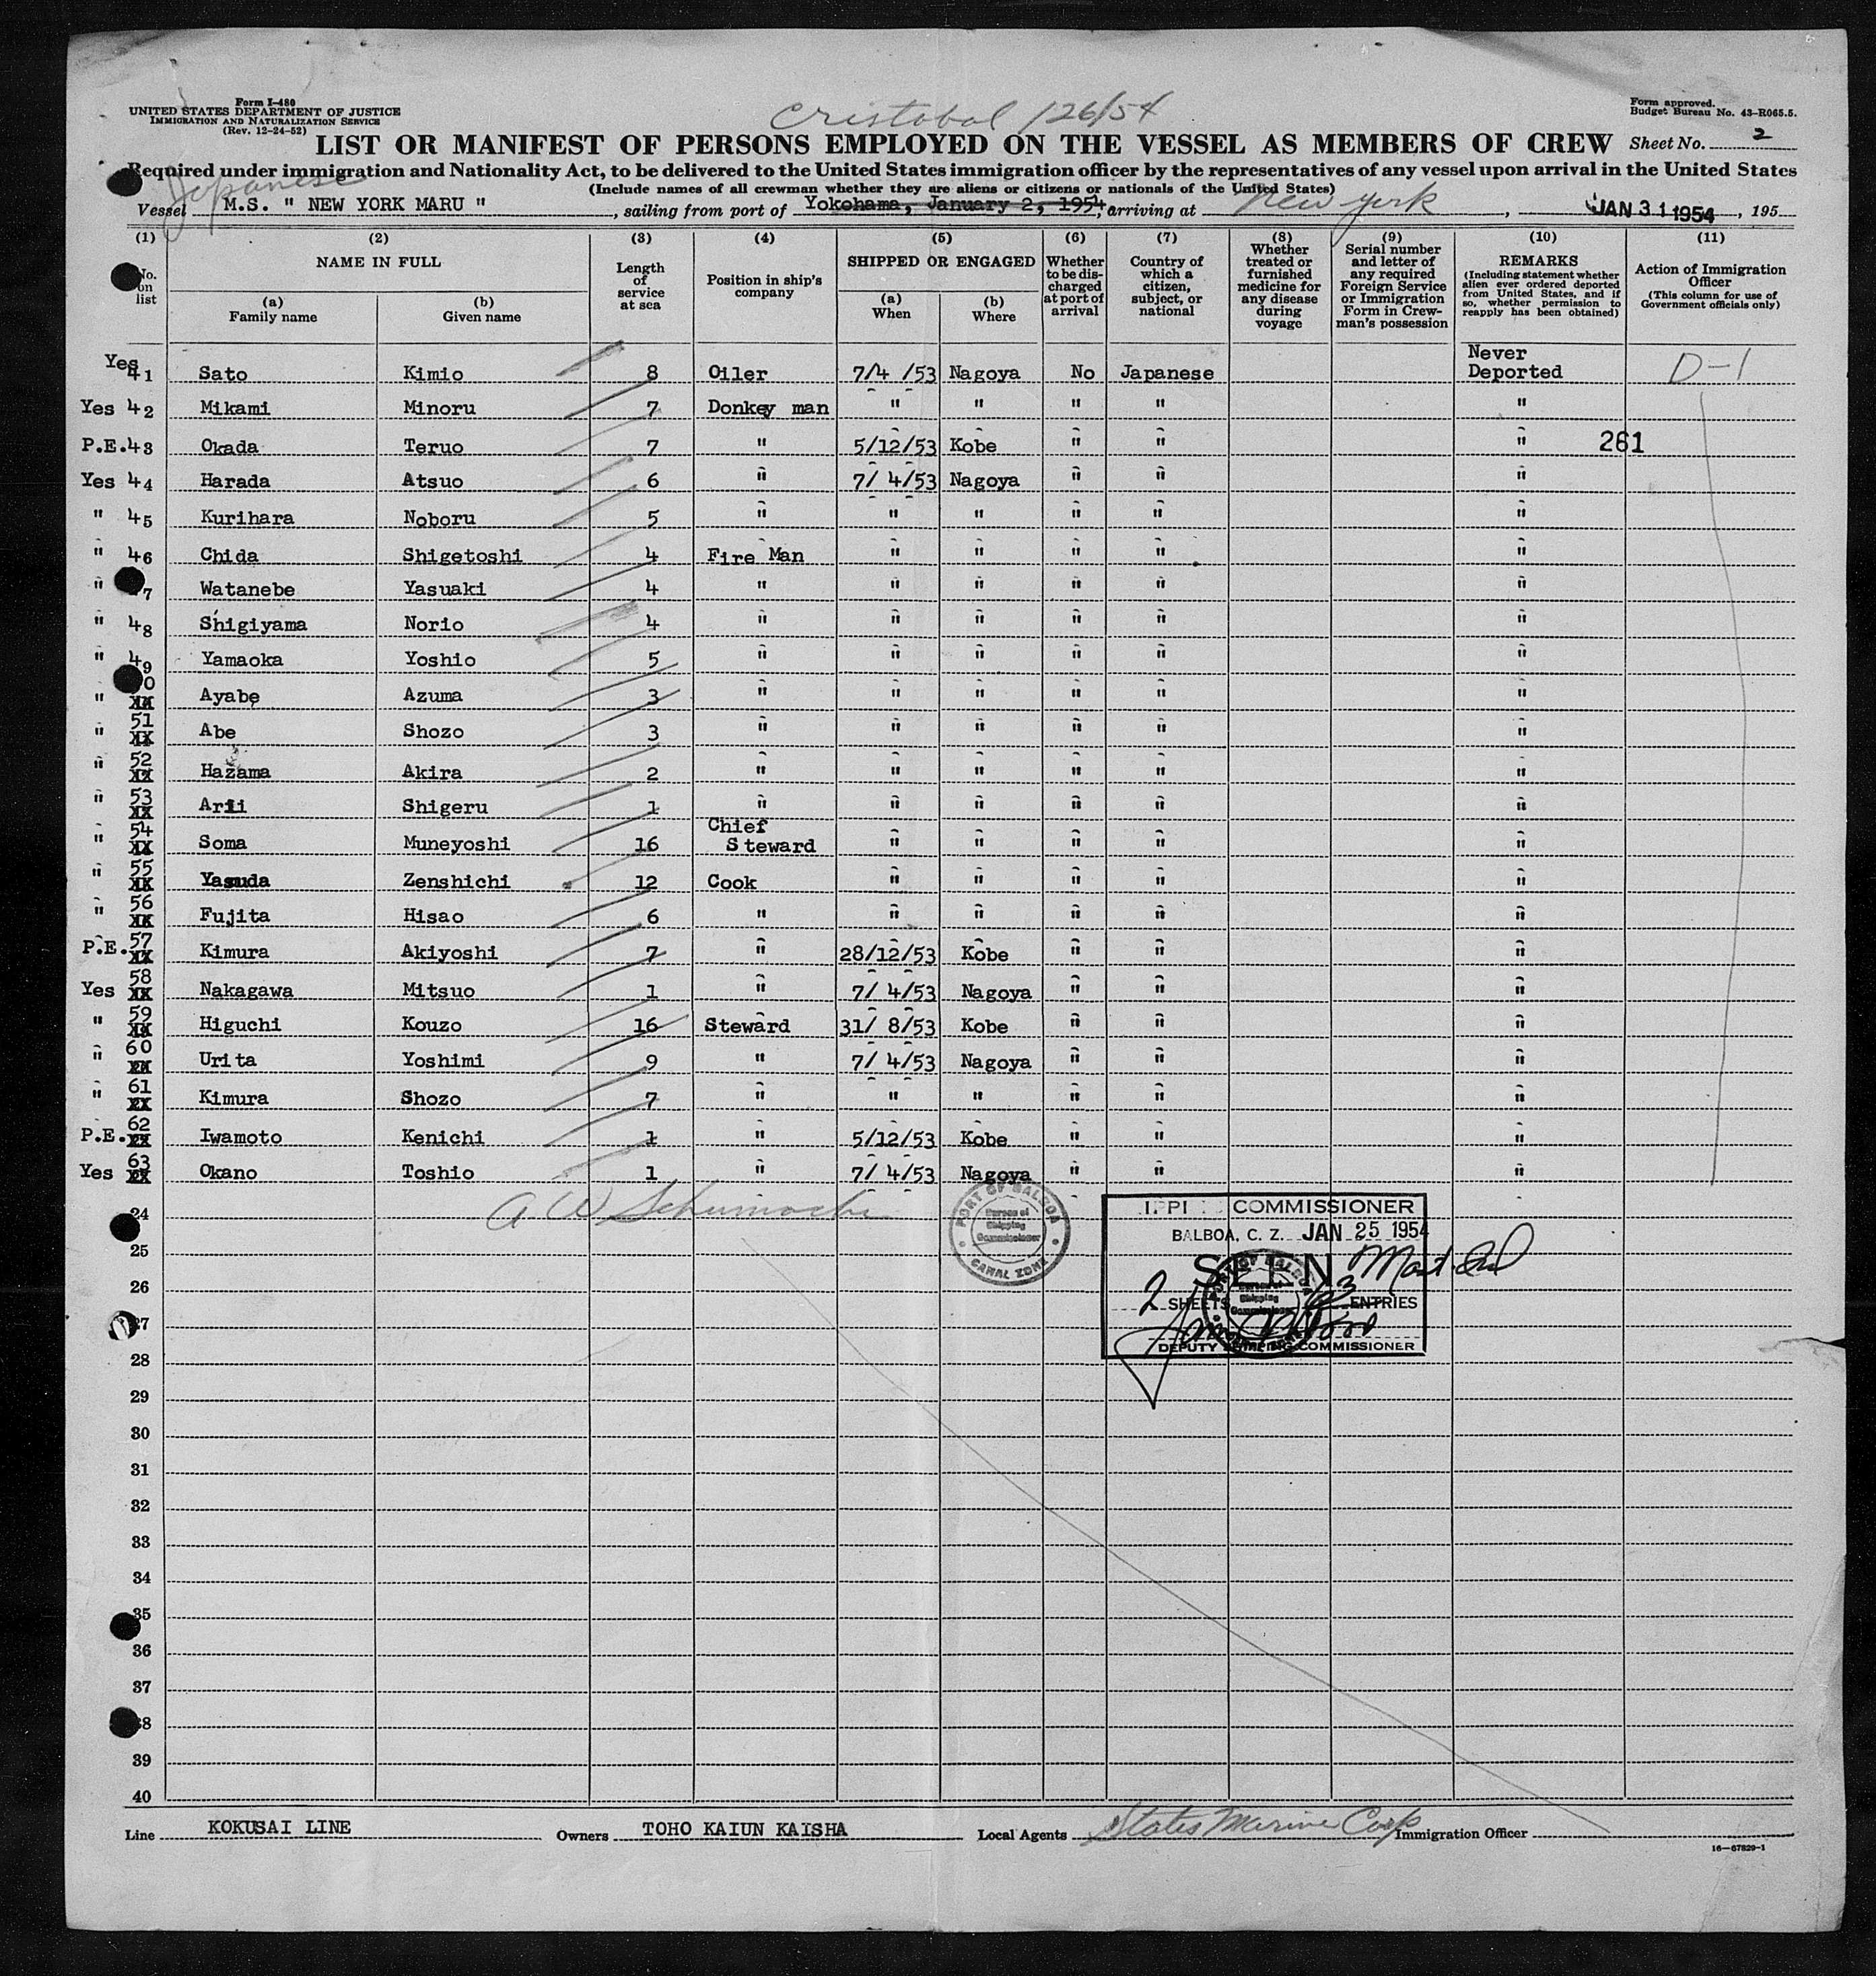 Form I-480
UNITED STATES DEPARTMENT OF JUSTICE
IMMIGRATION AND NATURALIZATION SERVICE
(Rev. 12-24-52)
Cristobal 1/26/54
Form approved.
Budget Bureau No. 43-R065.5.
LIST OR MANIFEST OF PERSONS EMPLOYED ON THE VESSEL AS MEMBERS OF CREW Sheet No. 2
Required under immigration and Nationality Act, to be delivered to the United States immigration officer by the representatives of any vessel upon arrival in the United States
(Include names of all crewman whether they are aliens or citizens or nationals of the United States)
Japanese
Vessel M.S. " NEW YORK MARU ", sailing from port of Yokohama, January 2, 1954, arriving at New York, JAN 31 1954, 195
(1) (2) (3) (4) (5) (6) (7) (8) (9) (10) (11)
No. on list
NAME IN FULL
(a) Family name
(b) Given name
Length of service at sea
Position in ship's company
SHIPPED OR ENGAGED
(a) When
(b) Where
Whether to be discharged at port of arrival
Country of which a citizen, subject, or national
Whether treated or furnished medicine for any disease during voyage
Serial number and letter of any required Foreign Service or Immigration Form in Crewman's possession
REMARKS
(Including statement whether alien ever ordered deported from United States, and if so, whether permission to reapply has been obtained)
Action of Immigration Officer
(This column for use of Government officials only)
Yes 41 Sato Kimio 8 Oiler 7/4 /53 Nagoya No Japanese Never Deported D-1
Yes 42 Mikami Minoru 7 Donkey man " " " " "
P.E. 43 Okada Teruo 7 " 5/12/53 Kobe " " " 261
Yes 44 Harada Atsuo 6 " 7/ 4/53 Nagoya " " "
" 45 Kurihara Noboru 5 " " " " " "
" 46 Chida Shigetoshi 4 Fire Man " " " " "
" 7 Watanebe Yasuaki 4 " " " " " "
" 48 Shigiyama Norio 4 " " " " " "
" 49 Yamaoka Yoshio 5 " " " " " "
" 0 Ayabe Azuma 3 " " " " " "
" 51 Abe Shozo 3 " " " " " "
" 52 Hazama Akira 2 " " " " " "
" 53 Arii Shigeru 1 " " " " " "
" 54 Soma Muneyoshi 16 Chief Steward " " " " "
" 55 Yasuda Zenshichi 12 Cook " " " " "
" 56 Fujita Hisao 6 " " " " " "
P.E. 57 Kimura Akiyoshi 7 " 28/12/53 Kobe " " "
Yes 58 Nakagawa Mitsuo 1 " 7/ 4/53 Nagoya " " "
" 59 Higuchi Kouzo 16 Steward 31/ 8/53 Kobe " " "
" 60 Urita Yoshimi 9 " 7/ 4/53 Nagoya " " "
" 61 Kimura Shozo 7 " " " " " "
P.E. 62 Iwamoto Kenichi 1 " 5/12/53 Kobe " " "
Yes 63 Okano Toshio 1 " 7/ 4/53 Nagoya " " "
A W Schumache
PORT OF BALBOA
Bureau of Shipping Commissioner
CANAL ZONE
COMMISSIONER
BALBOA, C. Z. JAN 25 1954
SEEN
2 SHEETS 63 ENTRIES
DEPUTY SHIPPING COMMISSIONER
24
25
26
27
28
29
30
31
32
33
34
35
36
37
38
39
40
Line KOKUSAI LINE Owners TOHO KAIUN KAISHA Local Agents States Marine Corp Immigration Officer
16-67829-1